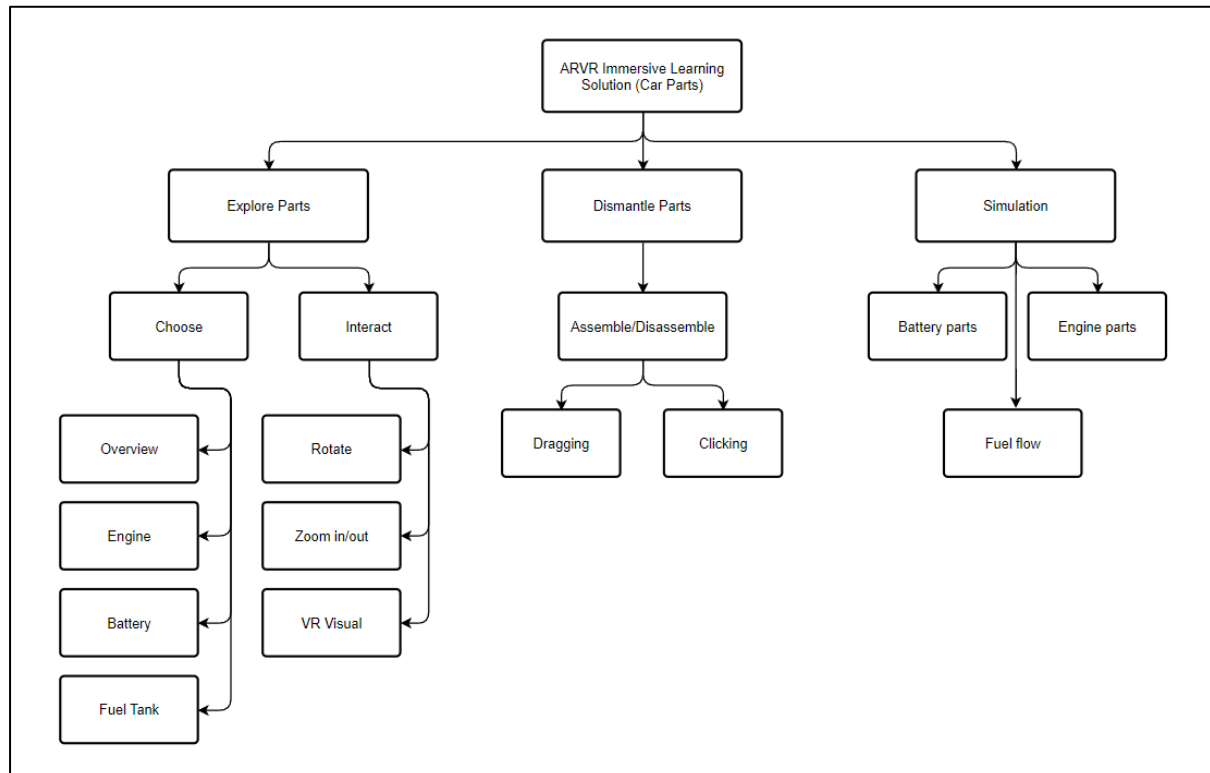 ARVR Immersive Learning
Solution (Car Parts)
Explore Parts
Dismantle Parts
Simulation
Choose
Interact
Assemble/Disassemble
Battery parts
Engine parts
Overview
Rotate
Dragging
Clicking
Fuel flow
Engine
Zoom in/out
Battery
VR Visual
Fuel Tank